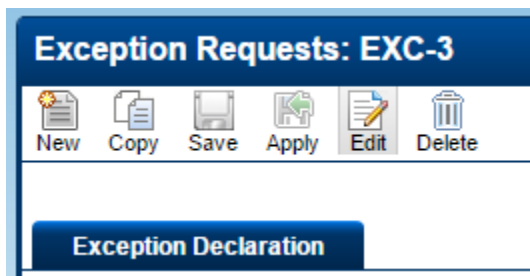 Exception Requests: EXC-3
New Copy Save Apply Edit Delete
Exception Declaration